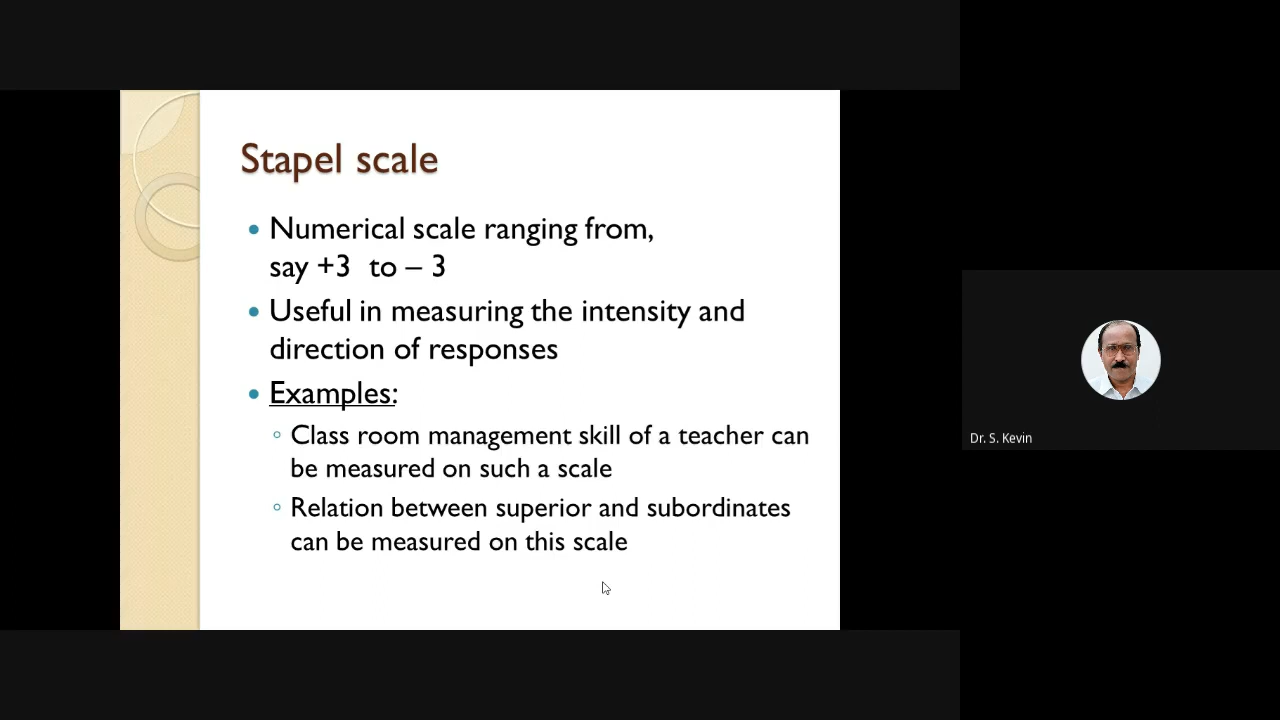 Stapel scale
• Numerical scale ranging from,
say +3 to – 3
• Useful in measuring the intensity and
direction of responses
• Examples:
◦ Class room management skill of a teacher can
be measured on such a scale
◦ Relation between superior and subordinates
can be measured on this scale
Dr. S. Kevin